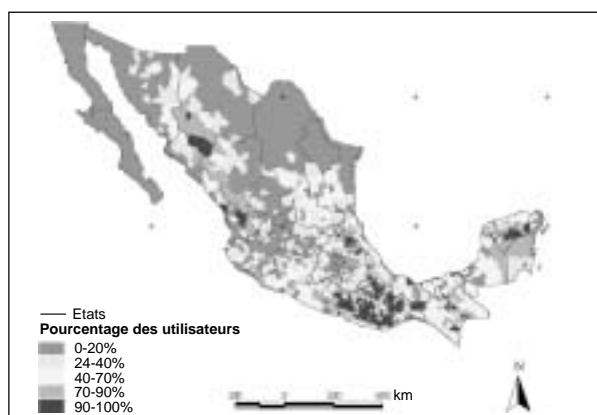 Etats
Pourcentage des utilisateurs
0-20%
24-40%
40-70%
70-90%
90-100%
km
N